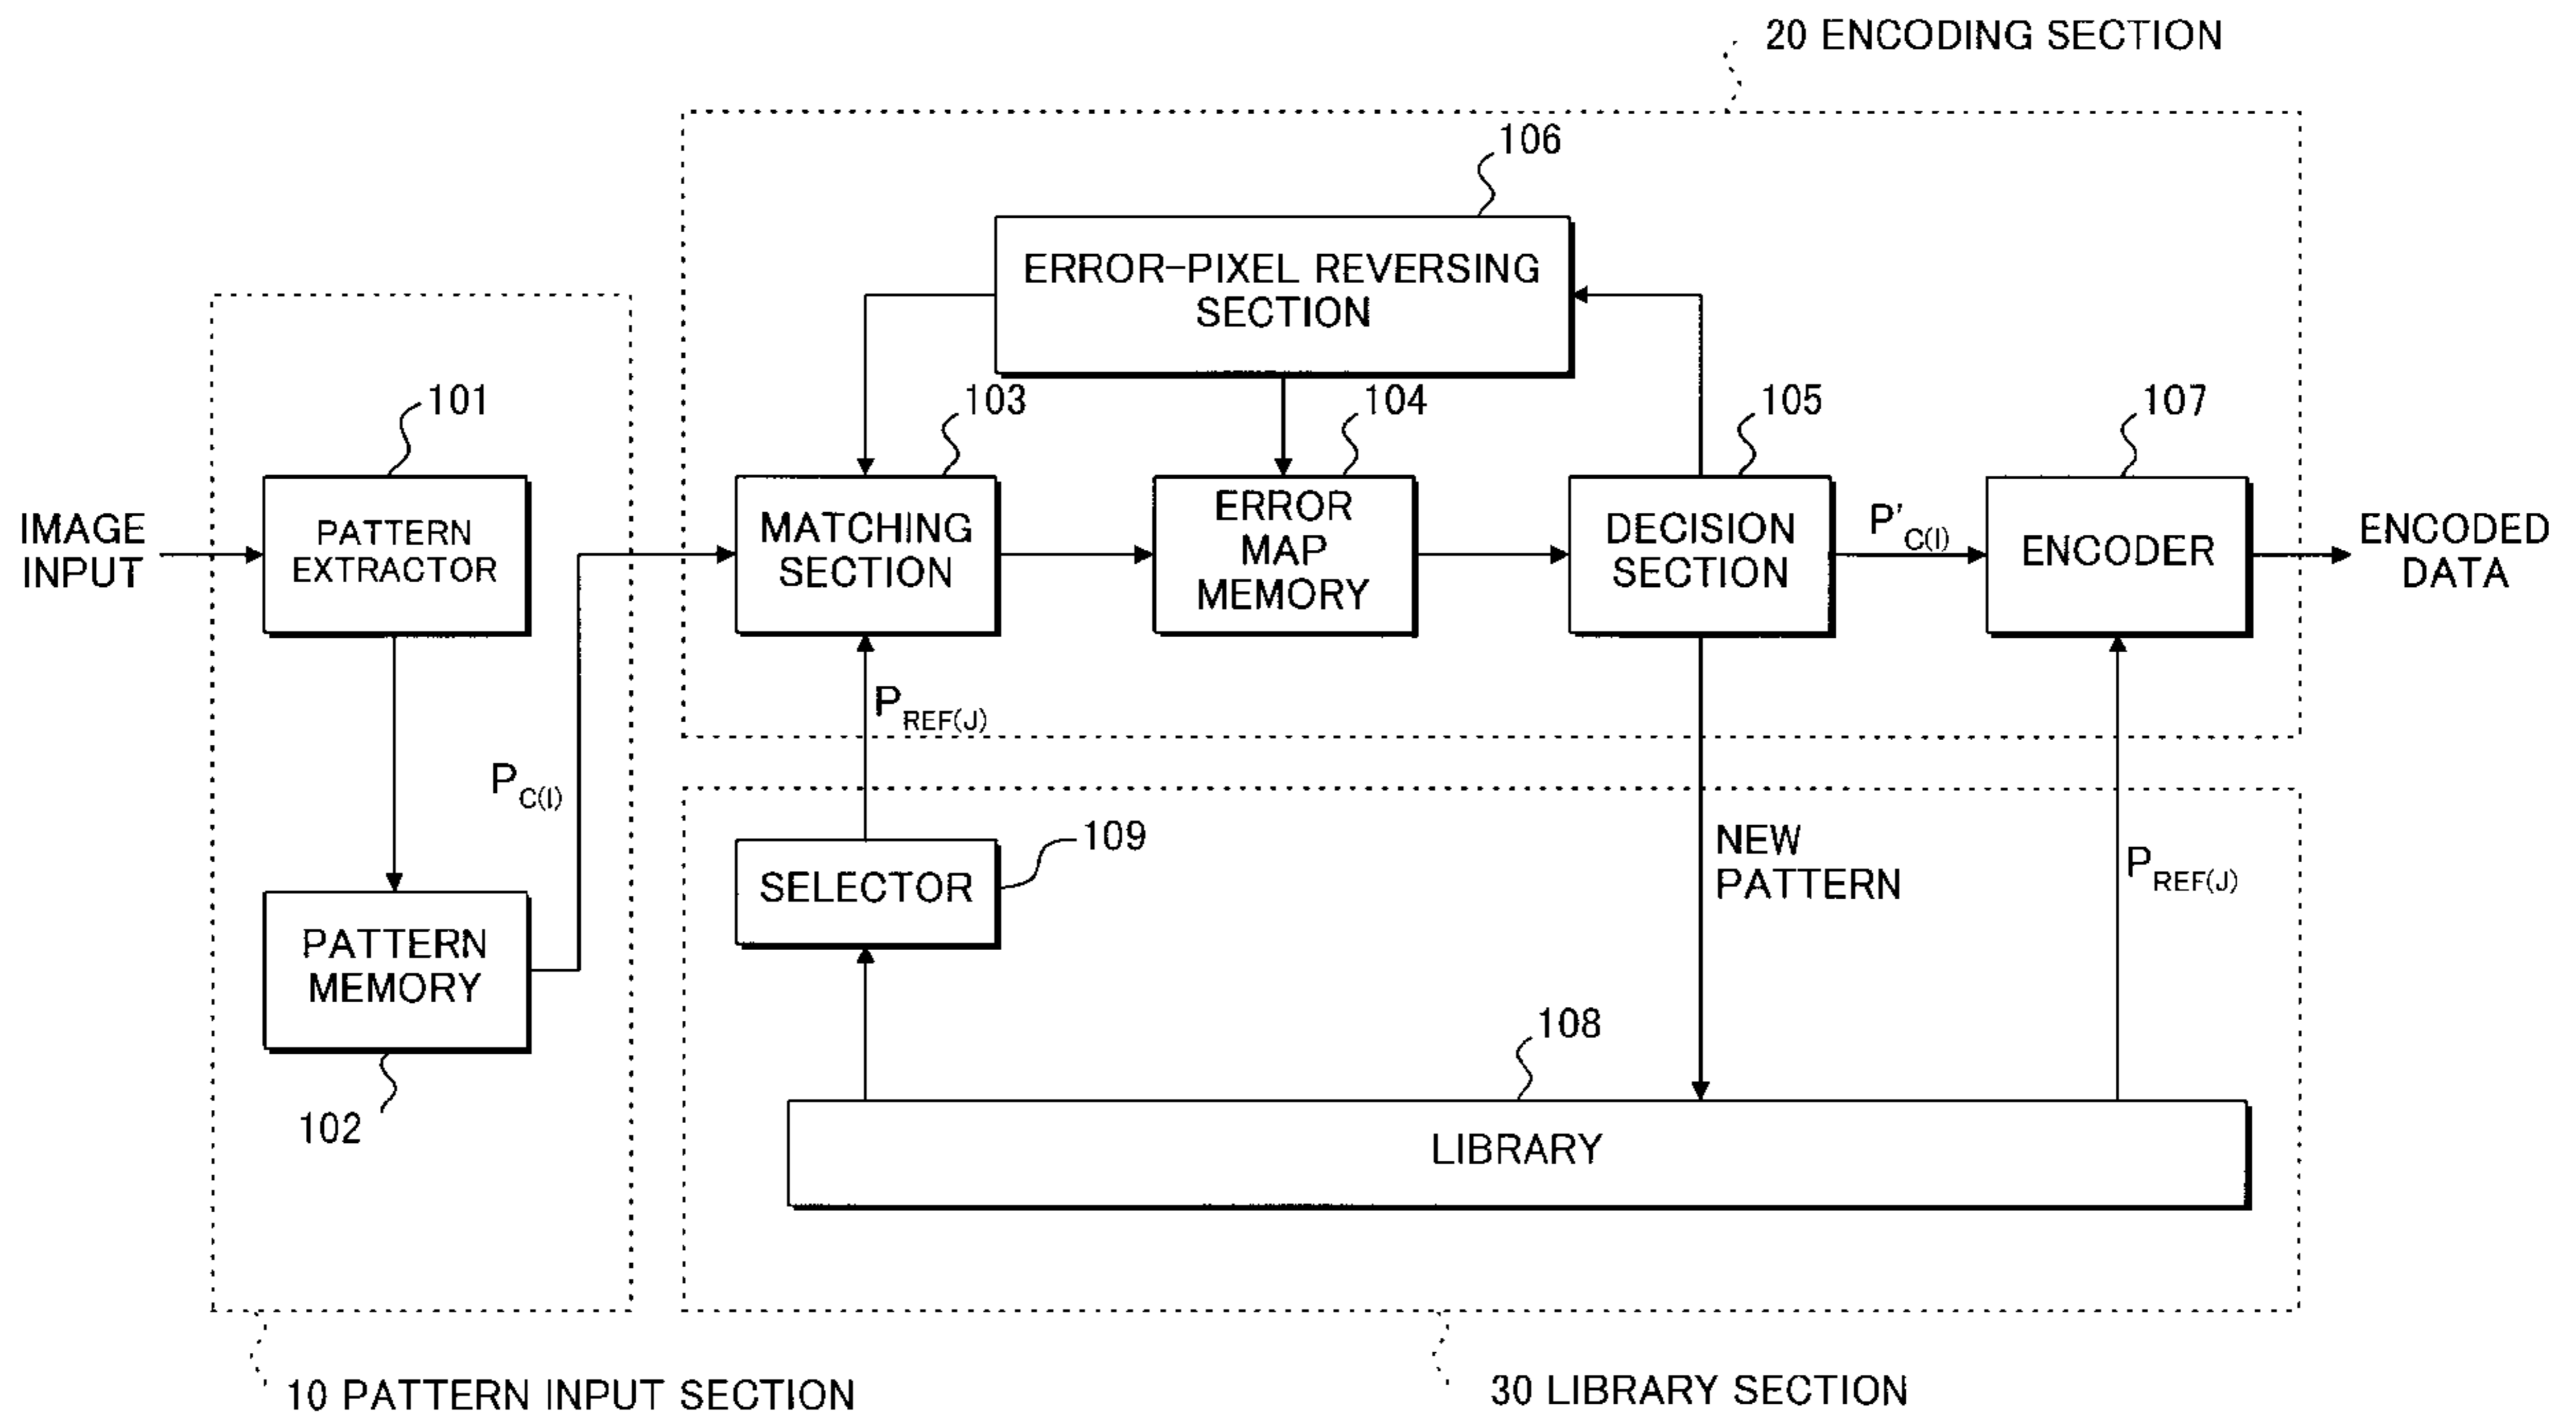 20 ENCODING SECTION
106
ERROR-PIXEL REVERSING
SECTION
101
103
104
105
107
IMAGE
INPUT
PATTERN
EXTRACTOR
MATCHING
SECTION
ERROR
MAP
MEMORY
DECISION
SECTION
P'C(I)
ENCODER
ENCODED
DATA
PREF(J)
PC(I)
109
SELECTOR
NEW
PATTERN
PREF(J)
PATTERN
MEMORY
102
108
LIBRARY
10 PATTERN INPUT SECTION
30 LIBRARY SECTION